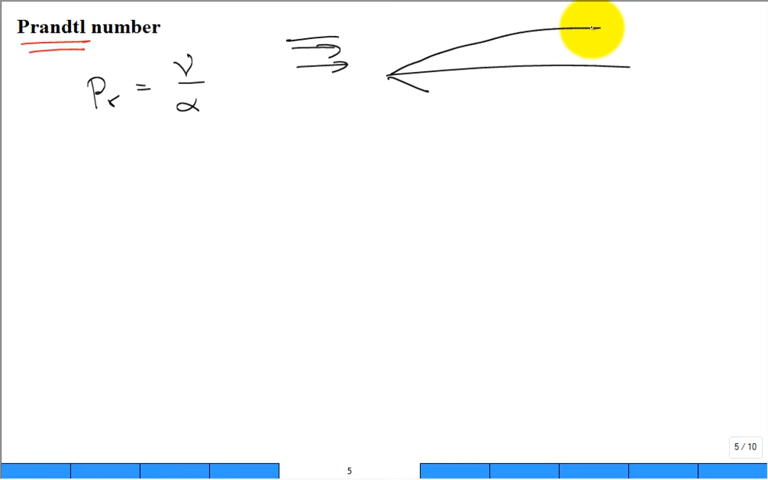 Prandtl number
Pr = ν/α
5 / 10
5